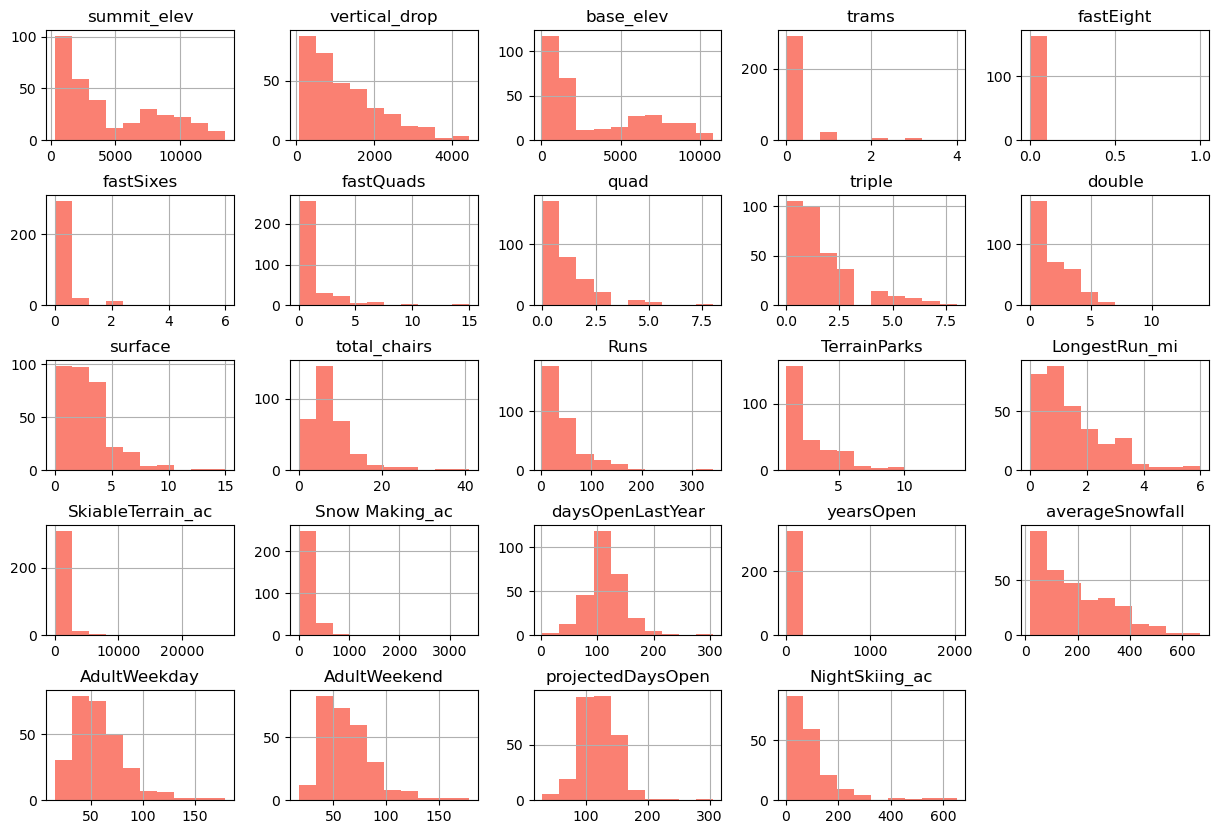 summit_elev vertical_drop base_elev trams fastEight
100
50
0
0 5000 10000
50
0
0 2000 4000
100
50
0
0 5000 10000
200
0
0 2 4
100
0
0.0 0.5 1.0
fastSixes fastQuads quad triple double
200
0
0 2 4 6
200
100
0
0 5 10 15
100
0
0.0 2.5 5.0 7.5
100
50
0
0.0 2.5 5.0 7.5
100
0
0 5 10
surface total_chairs Runs TerrainParks LongestRun_mi
100
50
0
0 5 10 15
100
0
0 20 40
100
0
0 100 200 300
100
0
5 10
50
0
0 2 4 6
SkiableTerrain_ac Snow Making_ac daysOpenLastYear yearsOpen averageSnowfall
200
0
0 10000 20000
200
100
0
0 1000 2000 3000
100
50
0
0 100 200 300
200
0
0 1000 2000
50
0
0 200 400 600
AdultWeekday AdultWeekend projectedDaysOpen NightSkiing_ac
50
0
50 100 150
50
0
50 100 150
50
0
100 200 300
50
0
0 200 400 600